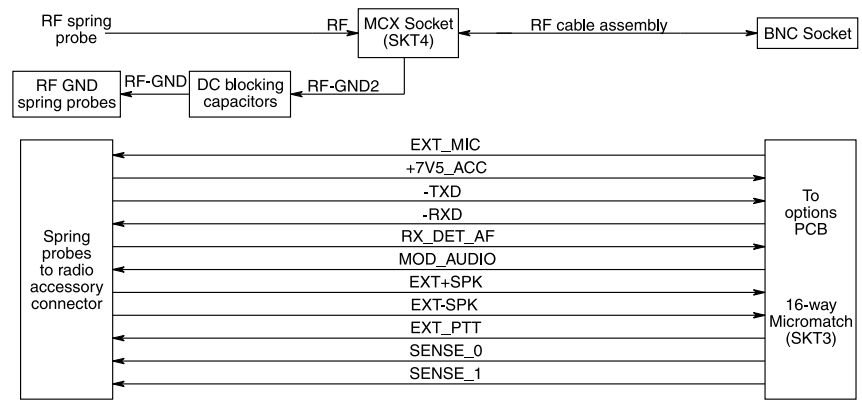 RF spring
probe
RF
MCX Socket
(SKT4)
RF cable assembly
BNC Socket
RF GND
spring probes
RF-GND
DC blocking
capacitors
RF-GND2
EXT_MIC
+7V5_ACC
-TXD
-RXD
RX_DET_AF
MOD_AUDIO
EXT+SPK
EXT-SPK
EXT_PTT
SENSE_0
SENSE_1
Spring
probes
to radio
accessory
connector
To
options
PCB
16-way
Micromatch
(SKT3)